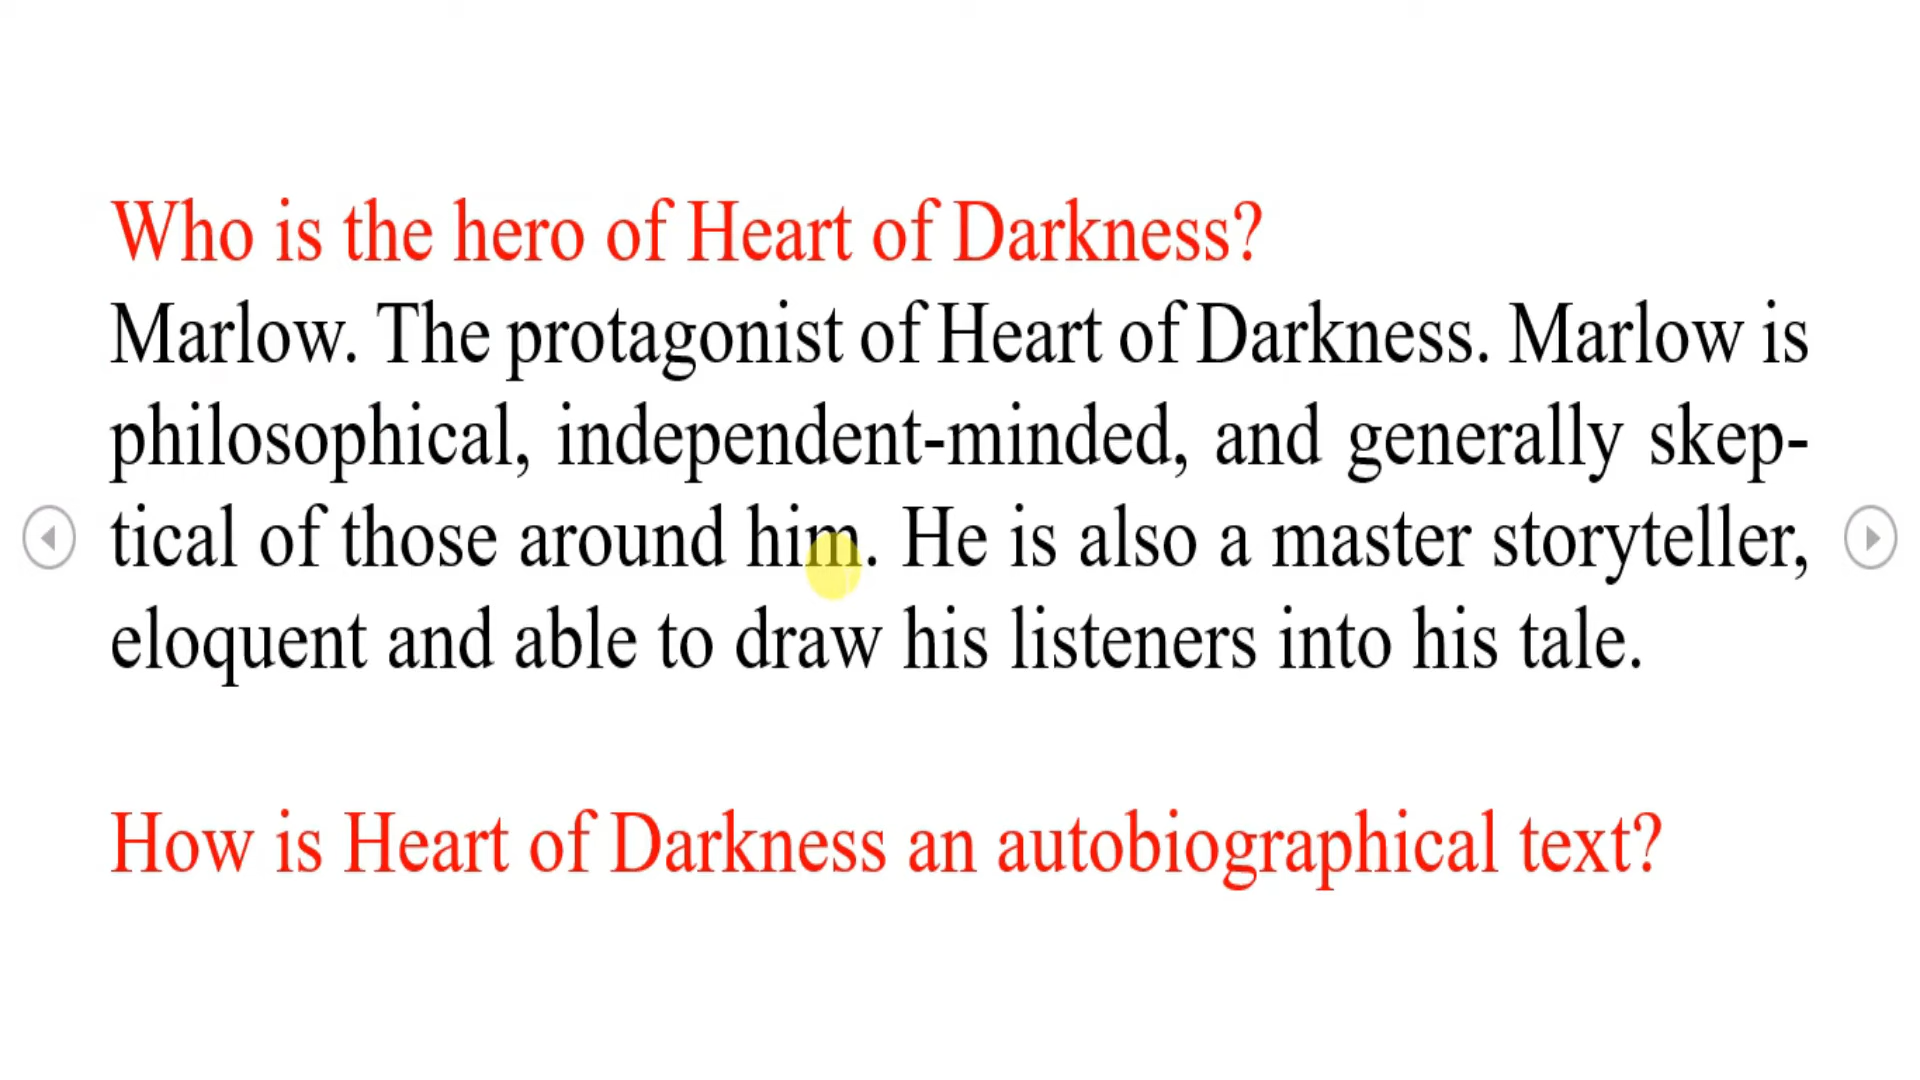 Who is the hero of Heart of Darkness?
Marlow. The protagonist of Heart of Darkness. Marlow is
philosophical, independent-minded, and generally skep-
tical of those around him. He is also a master storyteller,
eloquent and able to draw his listeners into his tale.
How is Heart of Darkness an autobiographical text?